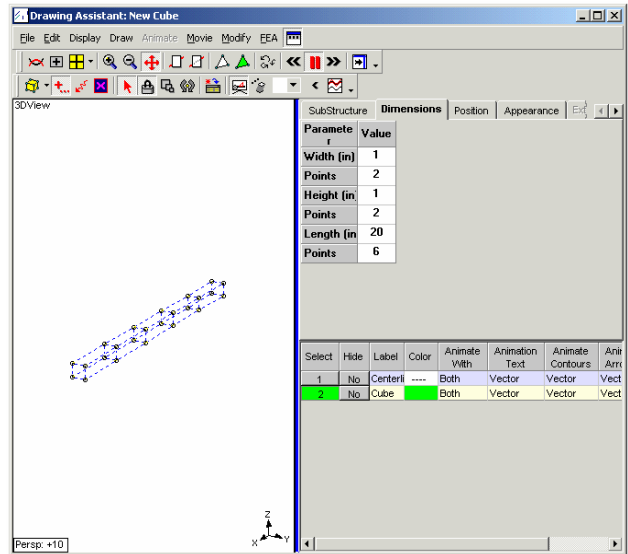 Drawing Assistant: New Cube
File Edit Display Draw Animate Movie Modify FEA
3DView
SubStructure Dimensions Position Appearance Ext
Paramete
r Value
Width (in) 1
Points 2
Height (in) 1
Points 2
Length (in 20
Points 6
Select Hide Label Color Animate With Animation Text Animate Contours Anir Arro
1 No Centerli ---- Both Vector Vector Vect
2 No Cube Both Vector Vector Vect
Z
X Y
Persp: +10